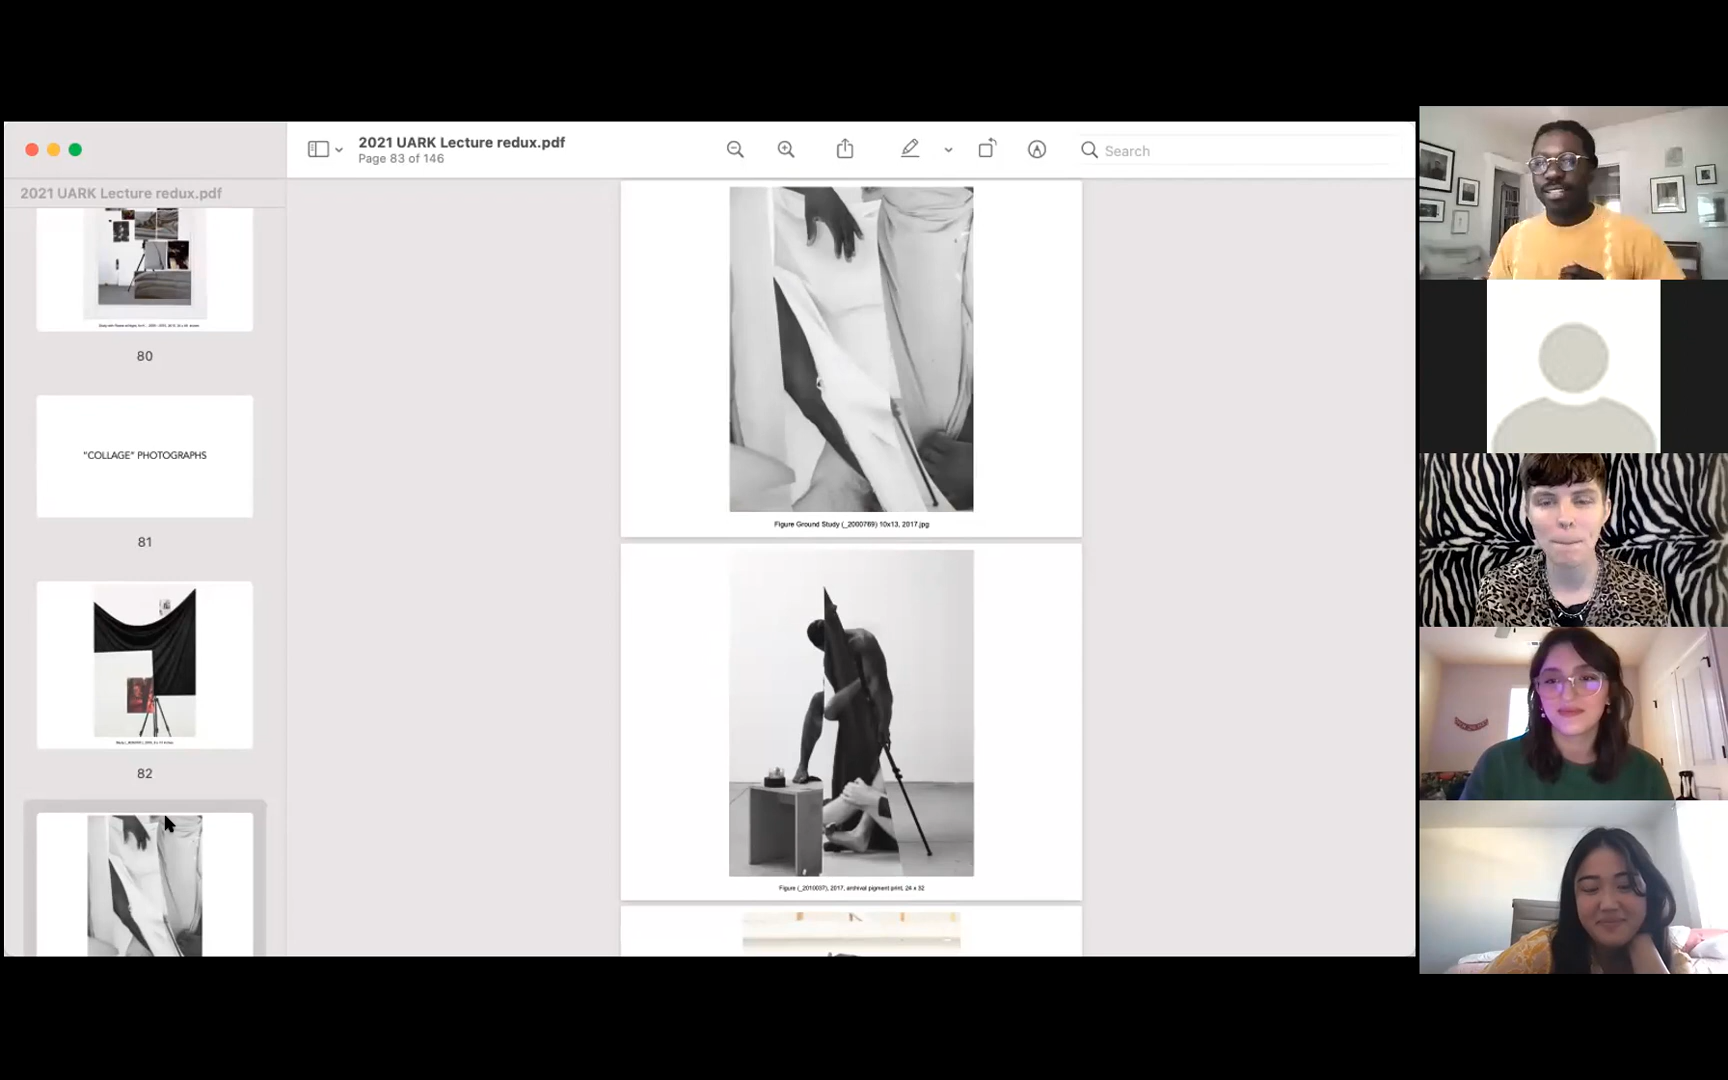 2021 UARK Lecture redux.pdf
Page 83 of 146
Search
2021 UARK Lecture redux.pdf
80
"COLLAGE" PHOTOGRAPHS
81
82
Figure Ground Study (_2000769) 10x13, 2017.jpg
Figure (_2010037), 2017, archival pigment print, 24 x 32